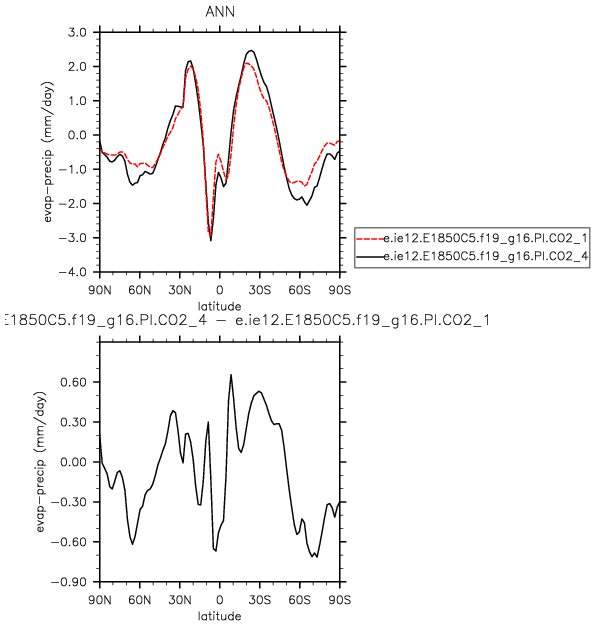 ANN
3.0
2.0
1.0
0.0
−1.0
−2.0
−3.0
−4.0
evap-precip (mm/day)
90N 60N 30N 0 30S 60S 90S
latitude
e.ie12.E1850C5.f19_g16.PI.CO2_1
e.ie12.E1850C5.f19_g16.PI.CO2_4
E1850C5.f19_g16.PI.CO2_4 − e.ie12.E1850C5.f19_g16.PI.CO2_1
0.60
0.30
0.00
−0.30
−0.60
−0.90
evap-precip (mm/day)
90N 60N 30N 0 30S 60S 90S
latitude